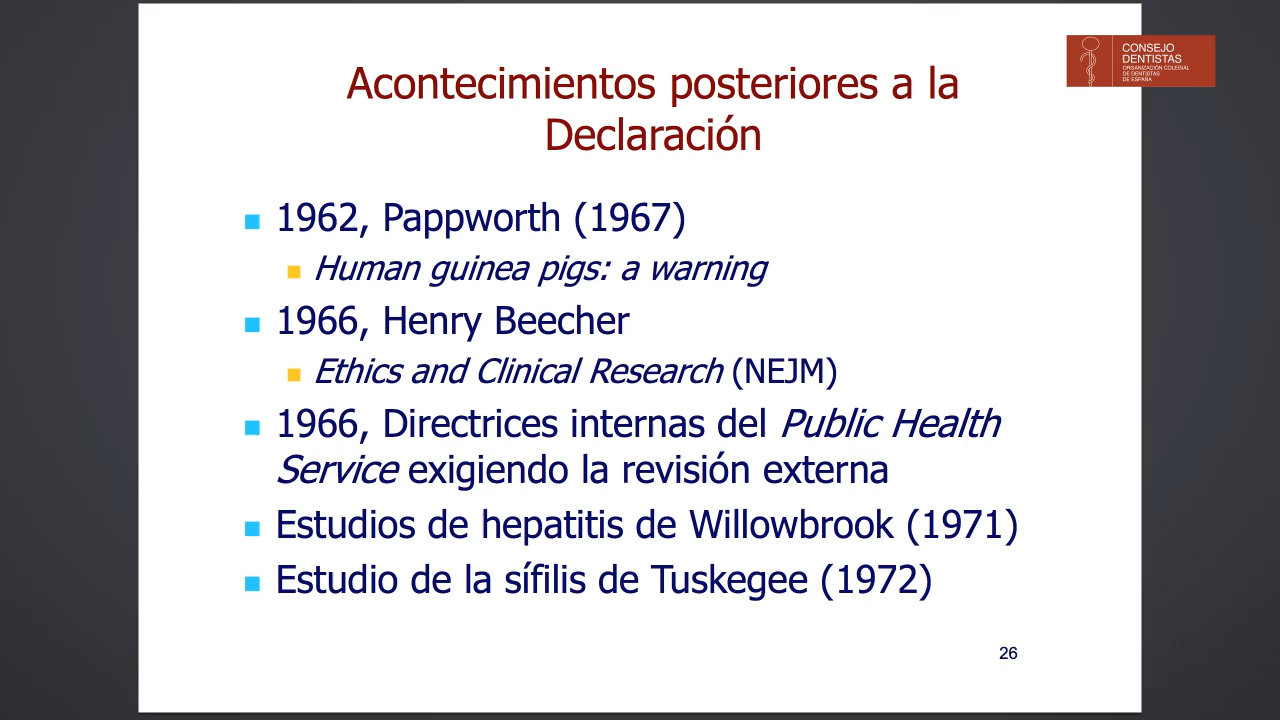 CONSEJO
DENTISTAS
ORGANIZACIÓN COLEGIAL
DE DENTISTAS
DE ESPAÑA
Acontecimientos posteriores a la
Declaración
1962, Pappworth (1967)
Human guinea pigs: a warning
1966, Henry Beecher
Ethics and Clinical Research (NEJM)
1966, Directrices internas del Public Health
Service exigiendo la revisión externa
Estudios de hepatitis de Willowbrook (1971)
Estudio de la sífilis de Tuskegee (1972)
26